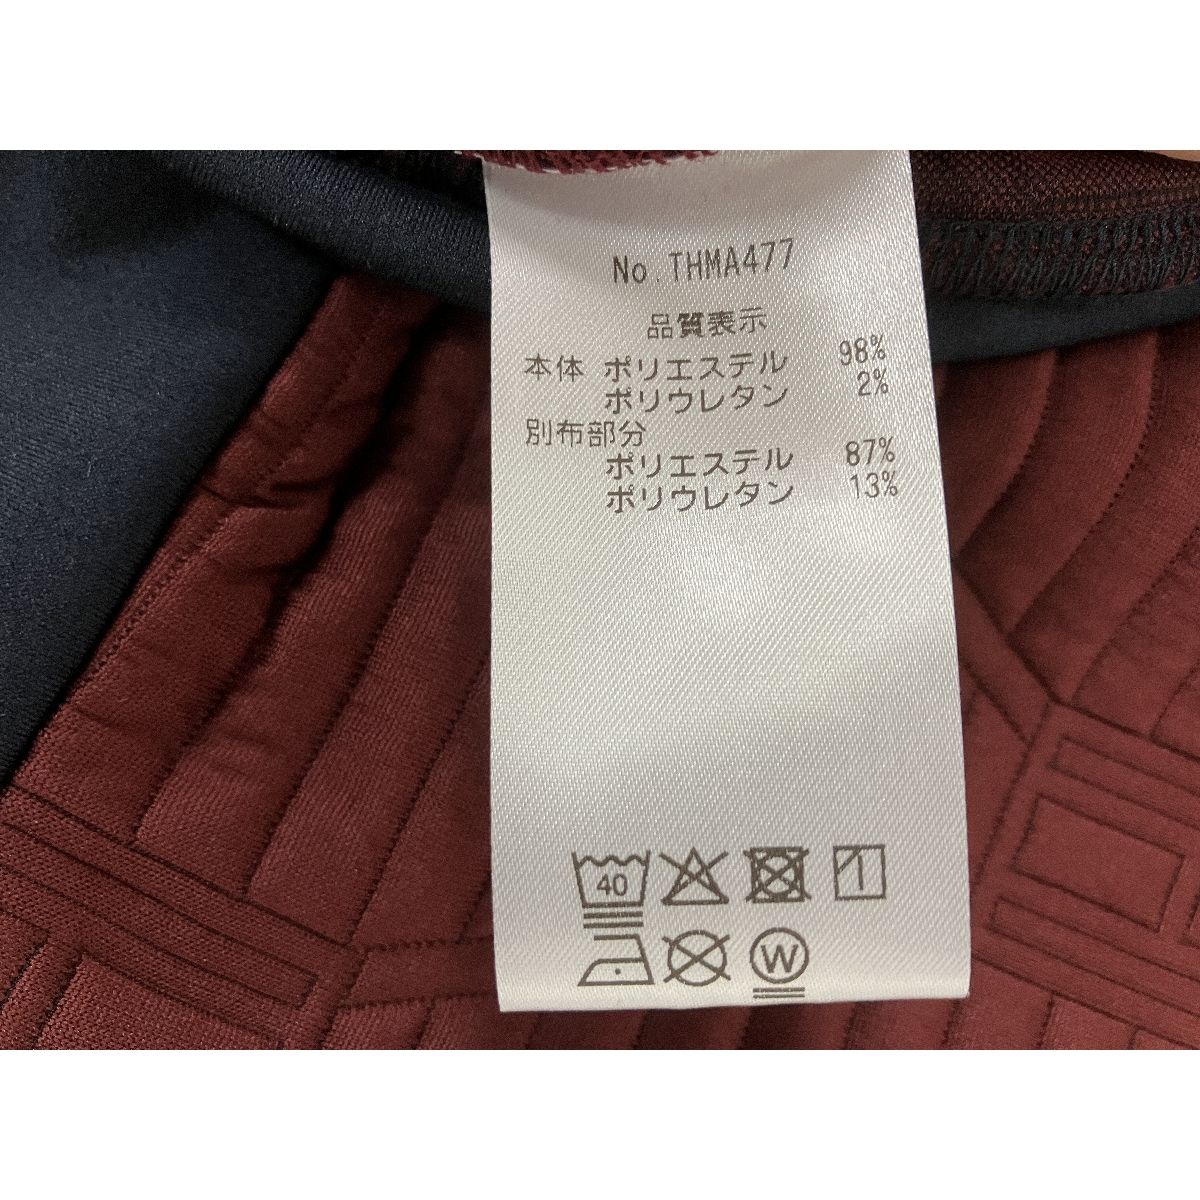 No.THMA477
品質表示
本体 ポリエステル 98%
ポリウレタン 2%
別布部分
ポリエステル 87%
ポリウレタン 13%
40
W